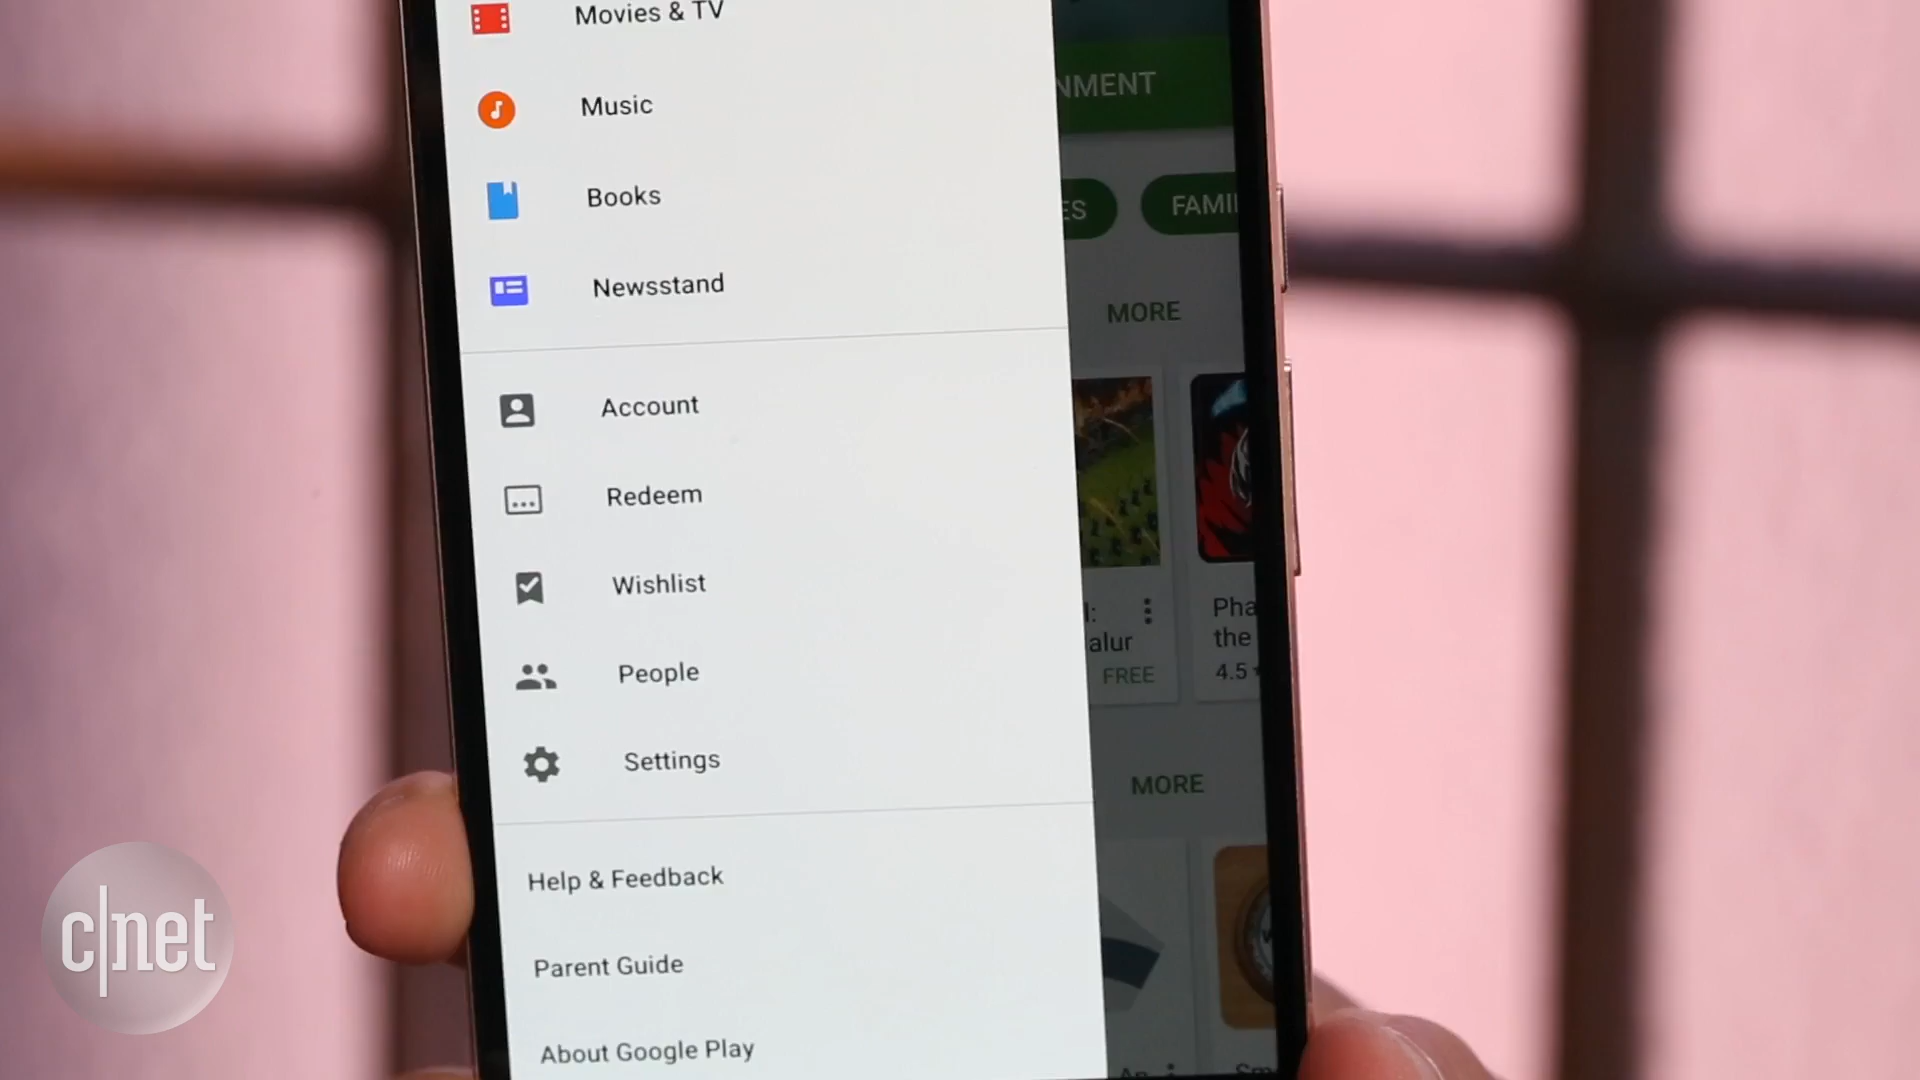 Movies & TV
Music
Books
Newsstand
Account
Redeem
Wishlist
People
Settings
Help & Feedback
Parent Guide
About Google Play
NMENT
ES
FAMI
MORE
l:
alur
FREE
Pha
the
4.5
MORE
c|net